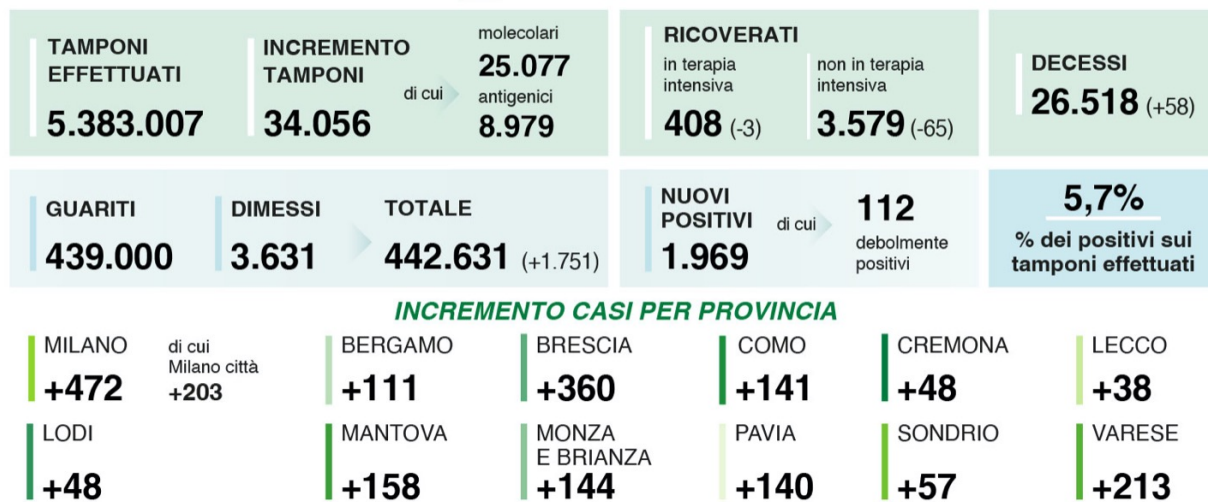 TAMPONI
EFFETTUATI
5.383.007
INCREMENTO
TAMPONI
34.056
di cui
molecolari
25.077
antigenici
8.979
RICOVERATI
in terapia
intensiva
408 (-3)
non in terapia
intensiva
3.579 (-65)
DECESSI
26.518 (+58)
GUARITI
439.000
DIMESSI
3.631
TOTALE
442.631 (+1.751)
NUOVI
POSITIVI
1.969
di cui
112
debolmente
positivi
5,7%
% dei positivi sui
tamponi effettuati
INCREMENTO CASI PER PROVINCIA
MILANO
+472
di cui
Milano città
+203
BERGAMO
+111
BRESCIA
+360
COMO
+141
CREMONA
+48
LECCO
+38
LODI
+48
MANTOVA
+158
MONZA
E BRIANZA
+144
PAVIA
+140
SONDRIO
+57
VARESE
+213